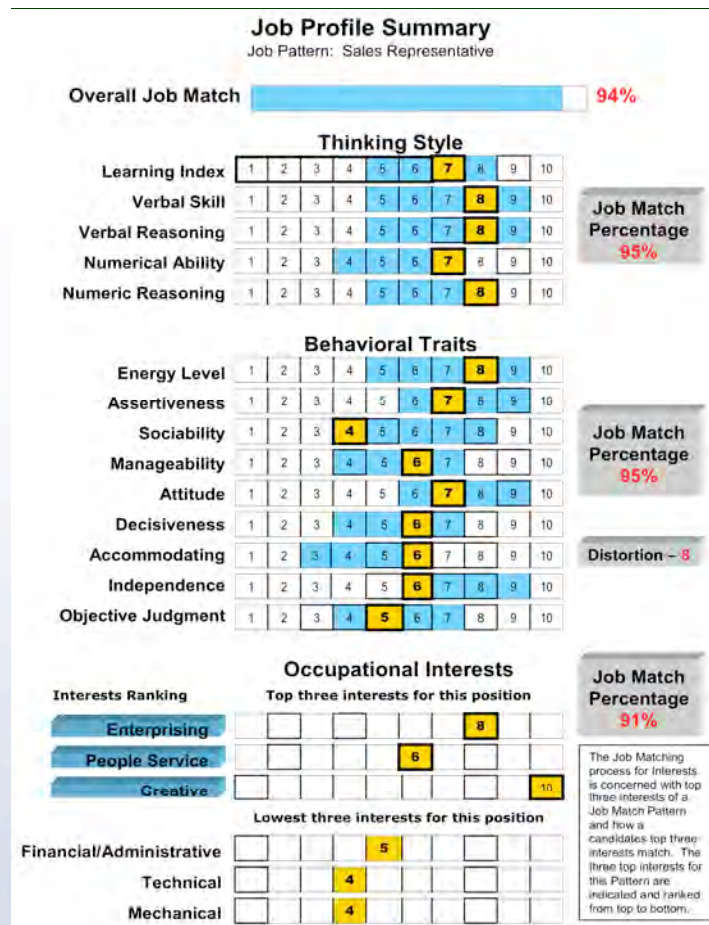 Job Profile Summary
Job Pattern: Sales Representative
Overall Job Match 94%
Thinking Style
Learning Index 1 2 3 4 5 6 7 8 9 10
Verbal Skill 1 2 3 4 5 6 7 8 9 10
Verbal Reasoning 1 2 3 4 5 6 7 8 9 10
Numerical Ability 1 2 3 4 5 6 7 8 9 10
Numeric Reasoning 1 2 3 4 5 6 7 8 9 10
Job Match
Percentage
95%
Behavioral Traits
Energy Level 1 2 3 4 5 6 7 8 9 10
Assertiveness 1 2 3 4 5 6 7 8 9 10
Sociability 1 2 3 4 5 6 7 8 9 10
Manageability 1 2 3 4 5 6 7 8 9 10
Attitude 1 2 3 4 5 6 7 8 9 10
Decisiveness 1 2 3 4 5 6 7 8 9 10
Accommodating 1 2 3 4 5 6 7 8 9 10
Independence 1 2 3 4 5 6 7 8 9 10
Objective Judgment 1 2 3 4 5 6 7 8 9 10
Job Match
Percentage
95%
Distortion – 8
Occupational Interests
Interests Ranking Top three interests for this position
Enterprising 8
People Service 6
Creative 10
Lowest three interests for this position
Financial/Administrative 5
Technical 4
Mechanical 4
Job Match
Percentage
91%
The Job Matching
process for Interests
is concerned with top
three interests of a
Job Match Pattern
and how a
candidates top three
interests match. The
three top interests for
this Pattern are
indicated and ranked
from top to bottom.